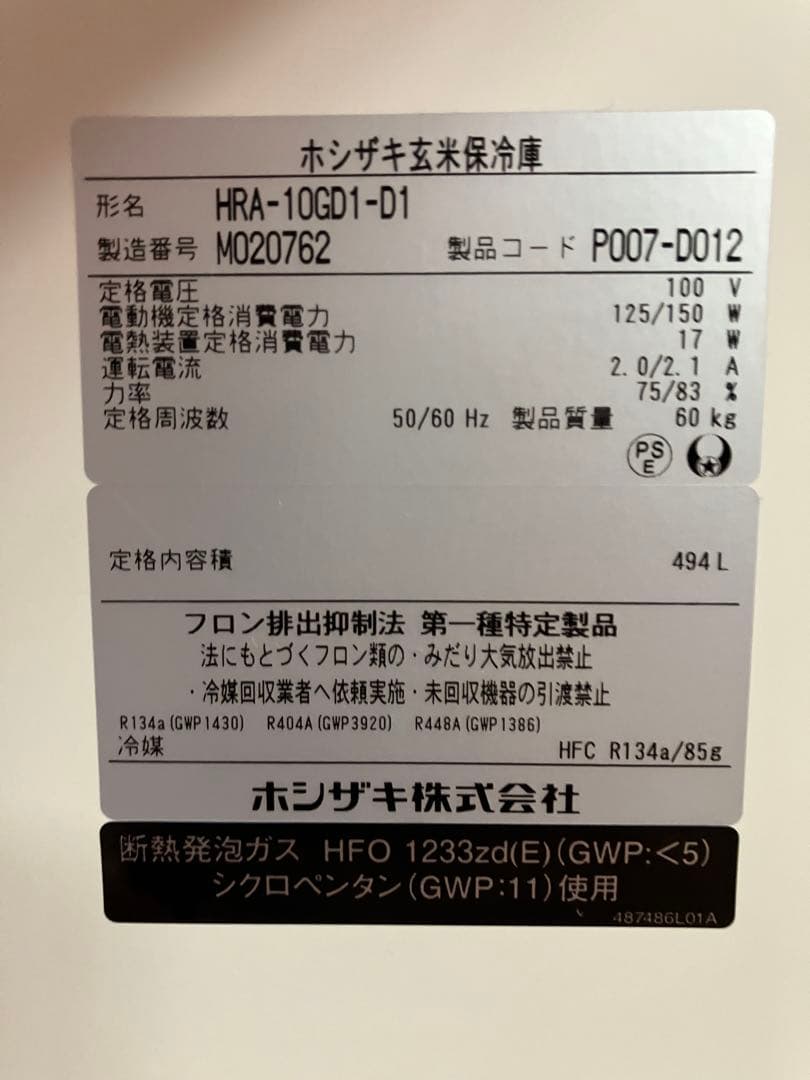 ホシザキ玄米保冷庫
形名 HRA-10GD1-D1
製造番号 M020762 製品コード P007-D012
定格電圧 100 V
電動機定格消費電力 125/150 W
電熱装置定格消費電力 17 W
運転電流 2.0/2.1 A
力率 75/83 %
定格周波数 50/60 Hz 製品質量 60 kg
PS
E
定格内容積 494 L
フロン排出抑制法 第一種特定製品
法にもとづくフロン類の・みだり大気放出禁止
・冷媒回収業者へ依頼実施・未回収機器の引渡禁止
R134a(GWP1430) R404A(GWP3920) R448A(GWP1386)
冷媒 HFC R134a/85g
ホシザキ株式会社
断熱発泡ガス HFO 1233zd(E)(GWP:<5)
シクロペンタン(GWP:11)使用
487486L01A